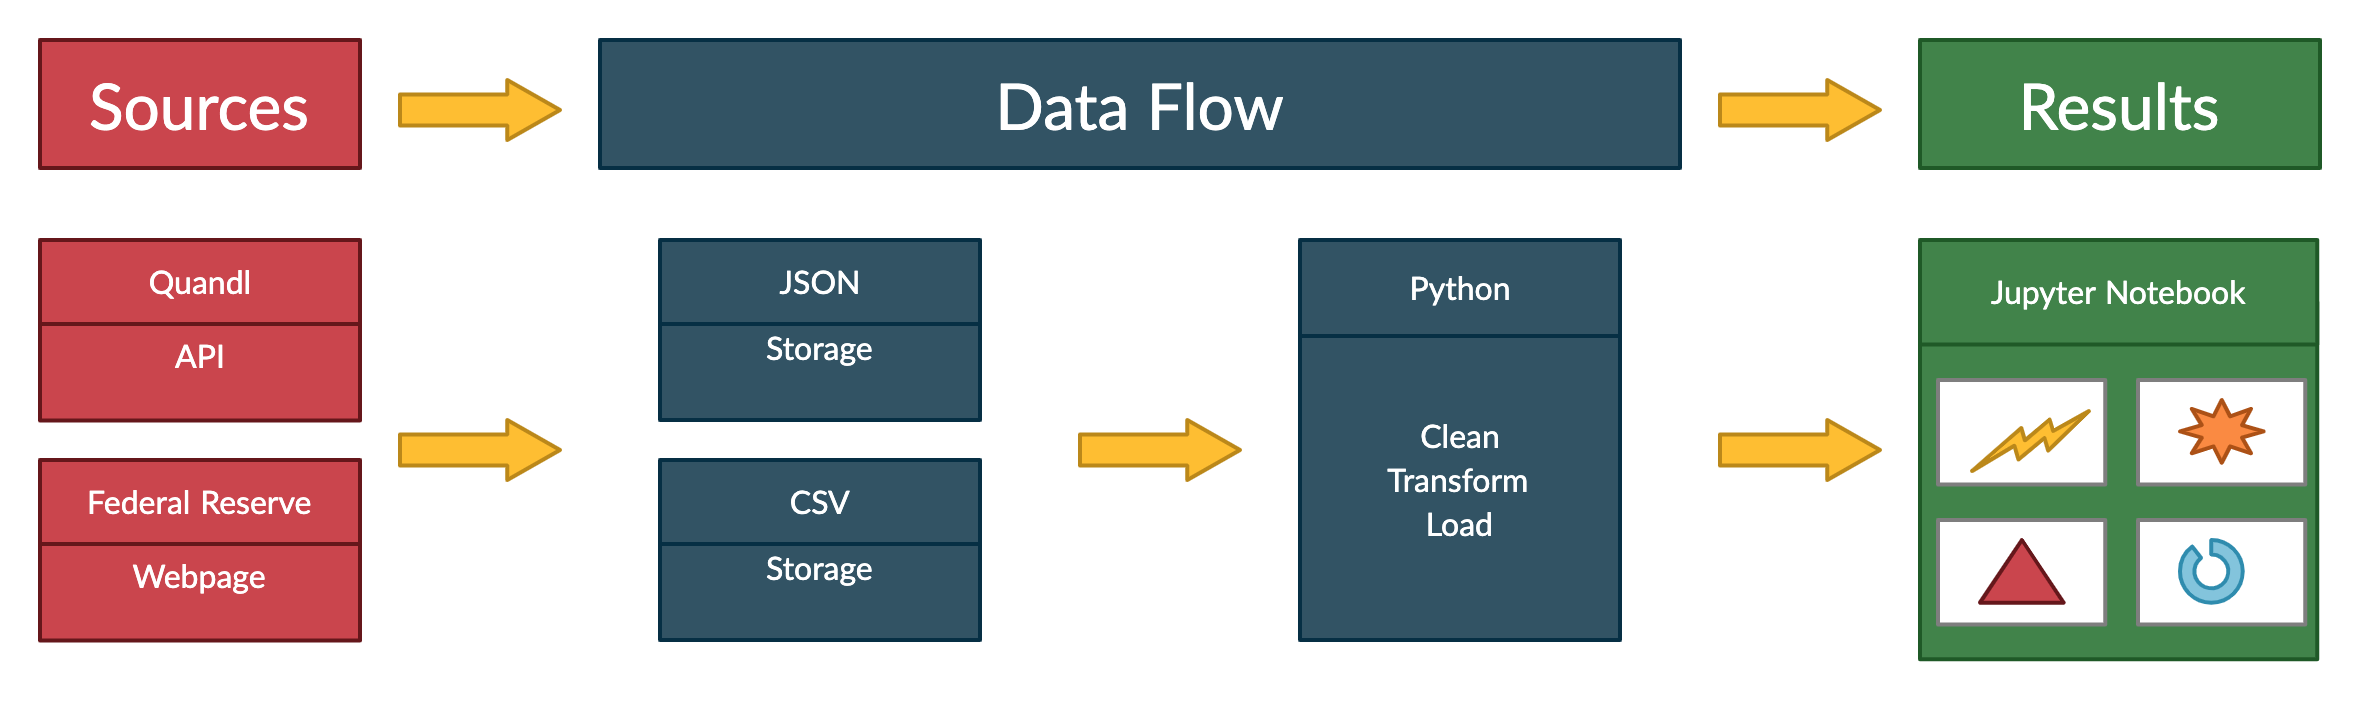 Sources
Data Flow
Results
Quandl
API
Federal Reserve
Webpage
JSON
Storage
CSV
Storage
Python
Clean
Transform
Load
Jupyter Notebook